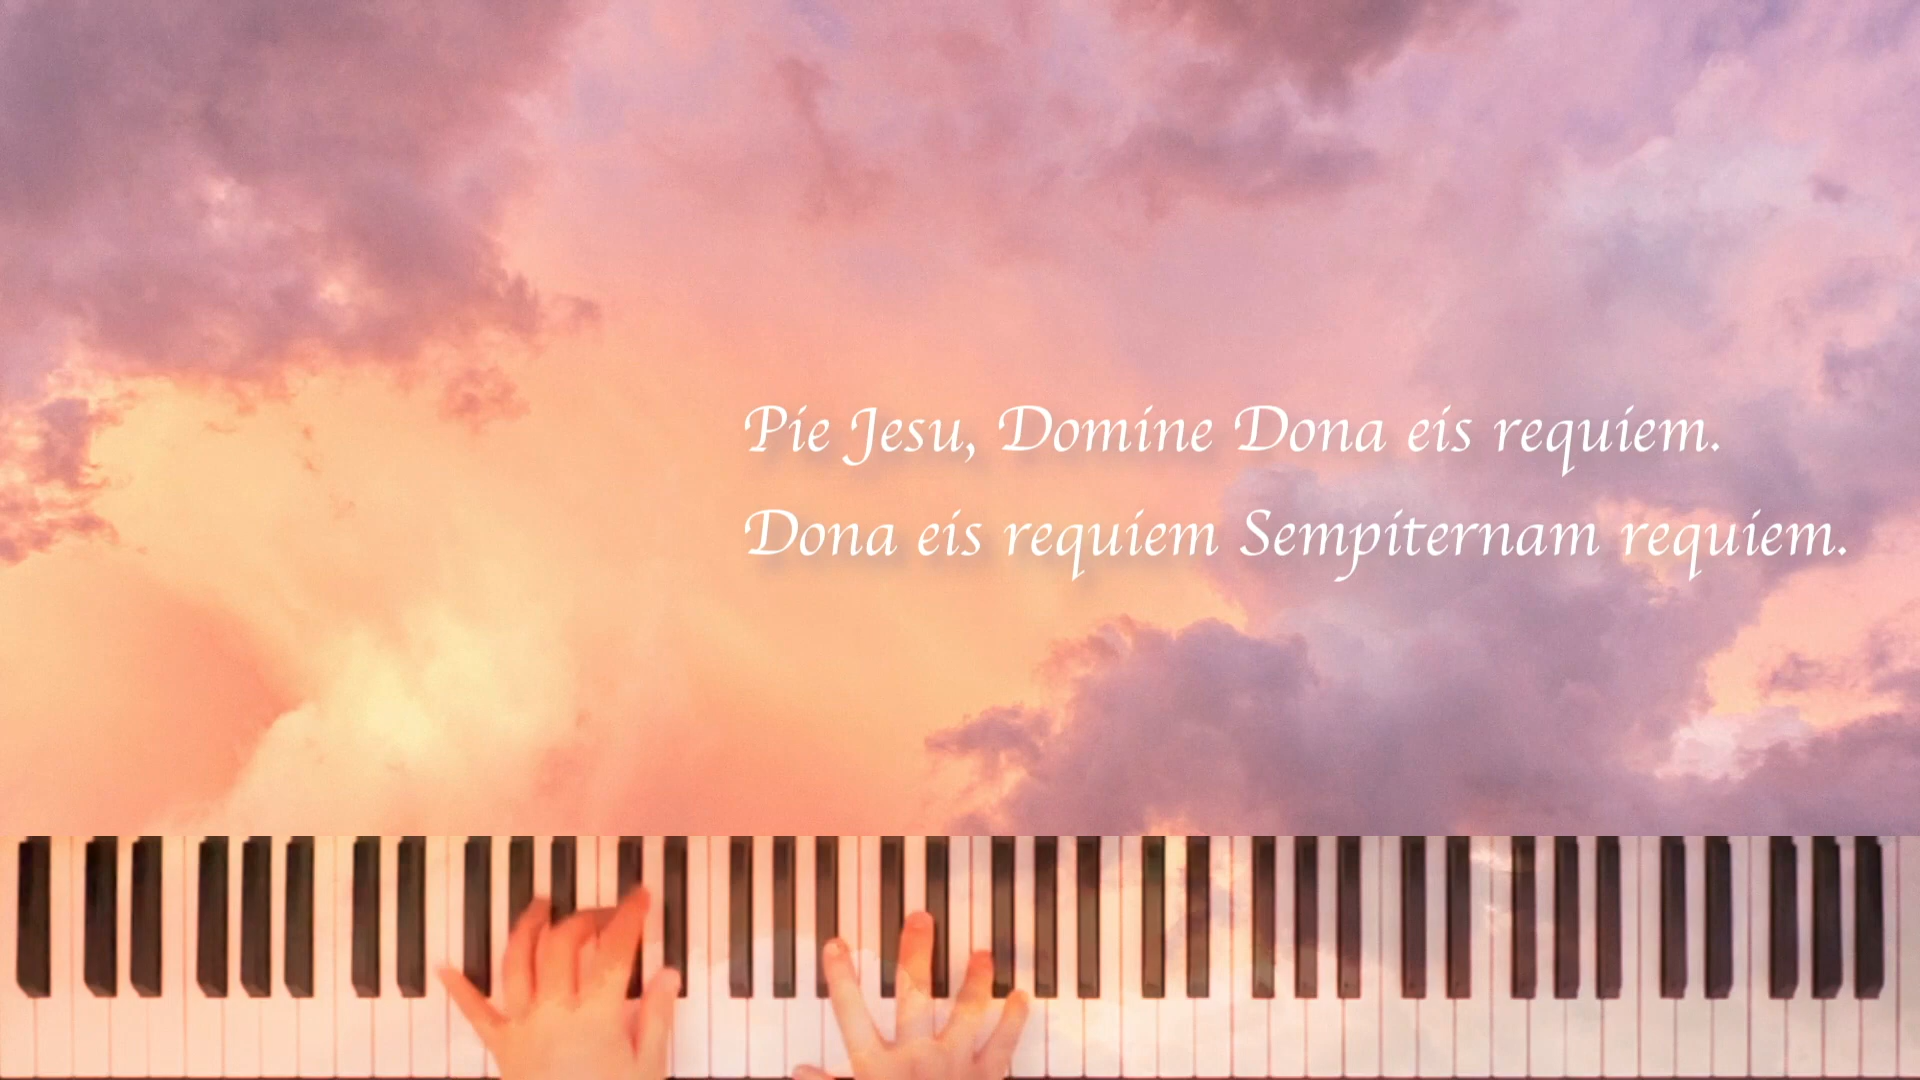 Pie Jesu, Domine Dona eis requiem.
Dona eis requiem Sempiternam requiem.